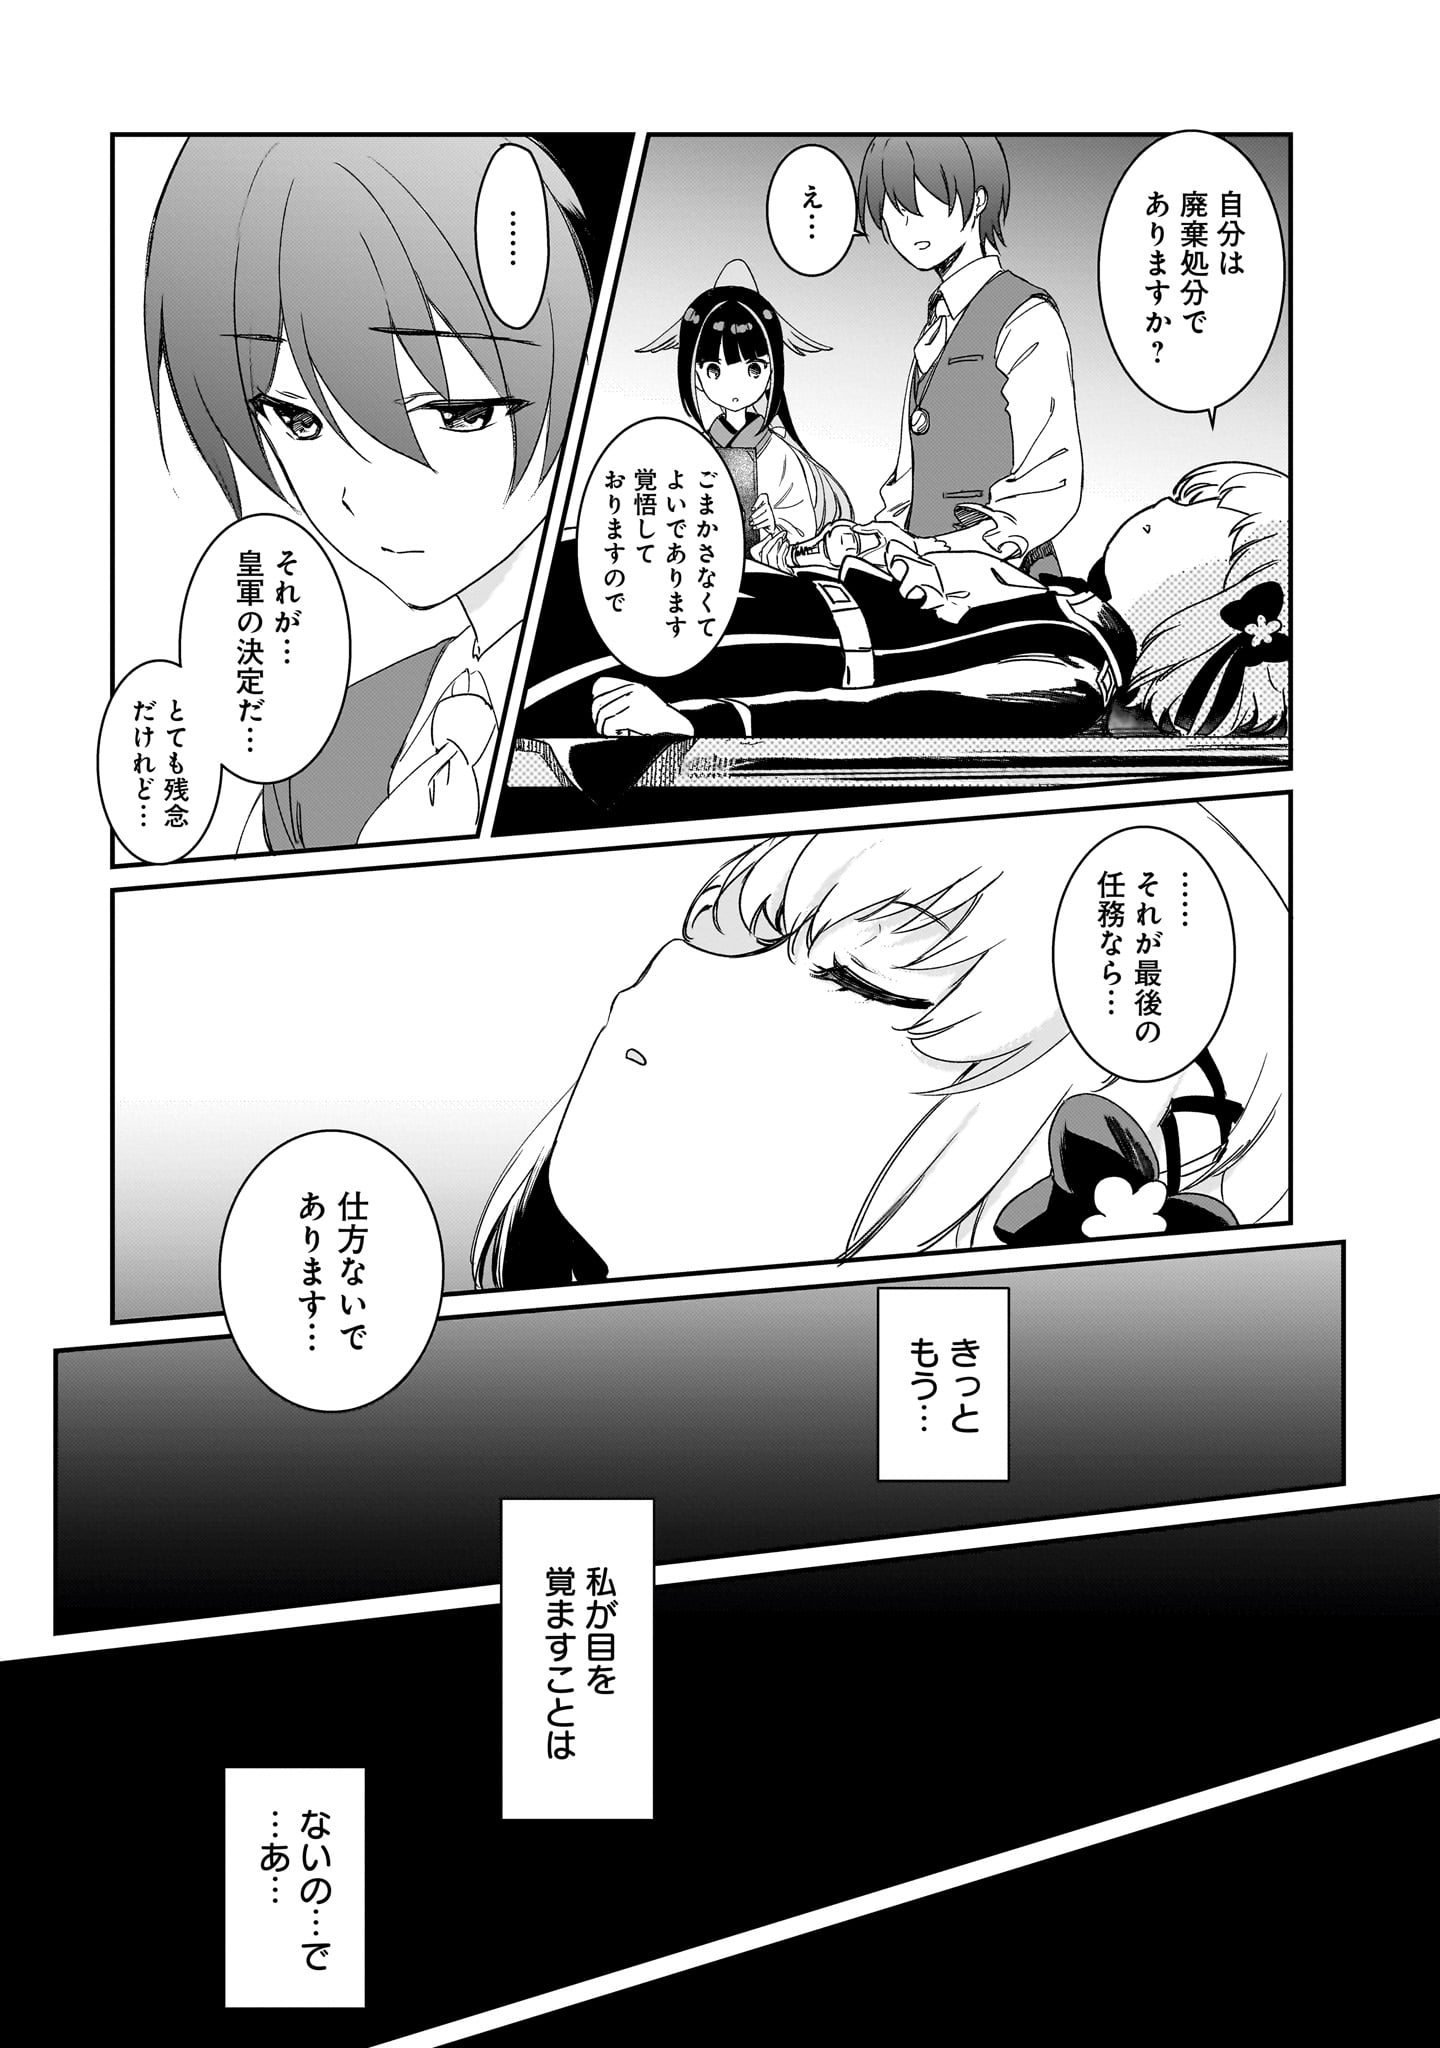 自分は
廃棄処分で
ありますか?
え…
ごまかさなくて
よいであります
覚悟して
おりますので
……
それが…
皇軍の決定だ…
とても残念
だけれど…
……
それが最後の
任務なら…
仕方ないで
あります…
きっと
もう…
私が目を
覚ますことは
ないの…で
…あ…